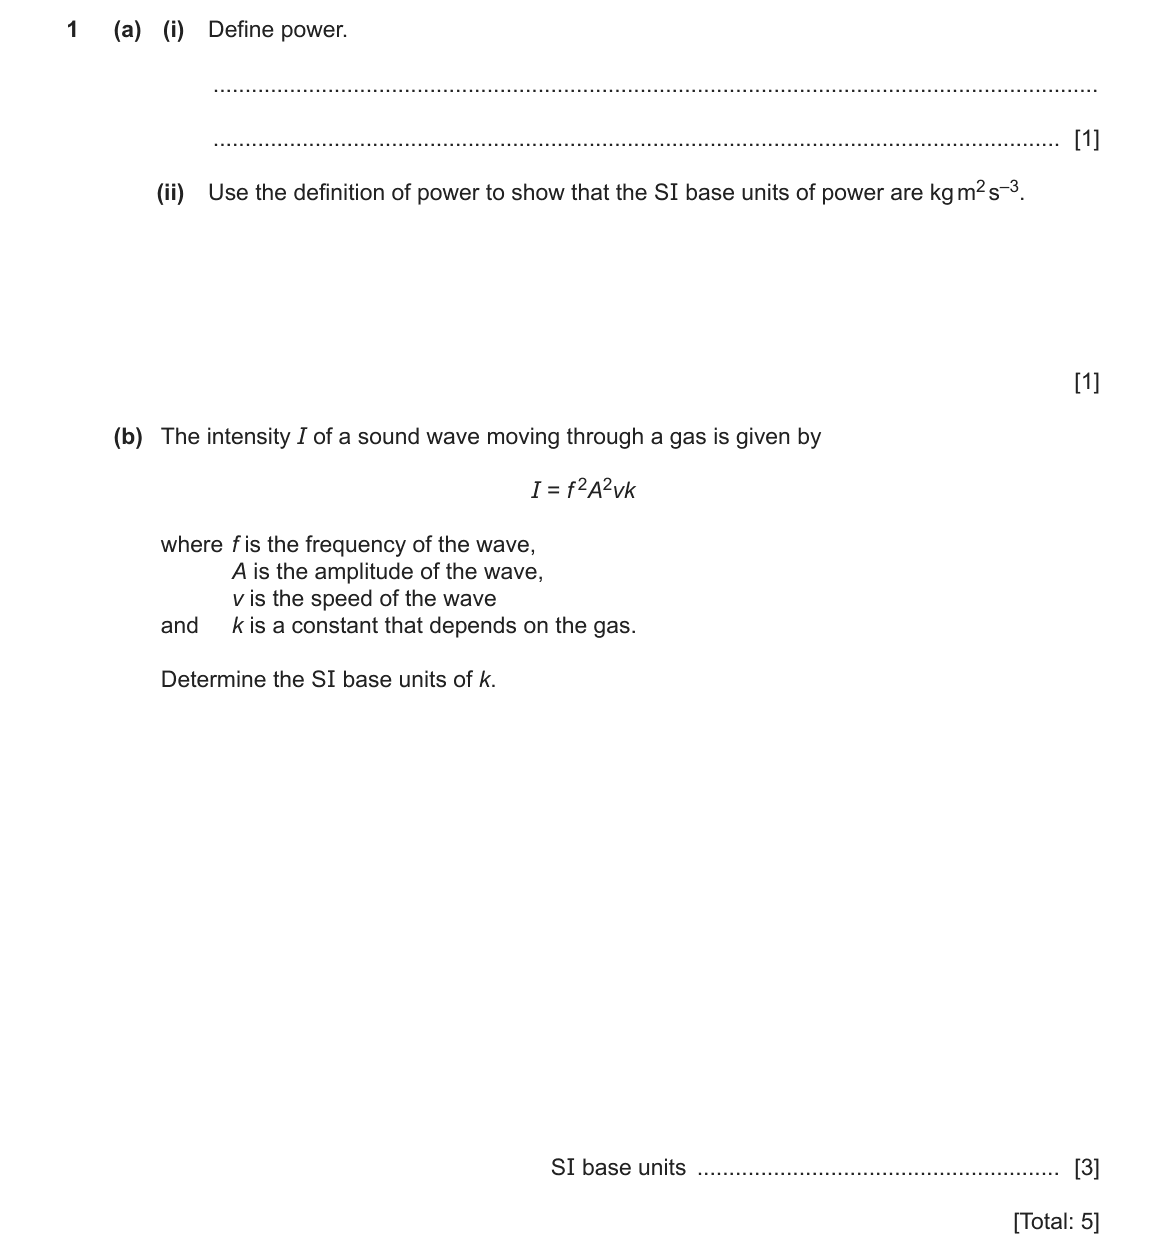 1 (a) (i) Define power.
.......................................................................................................................................
................................................................................................................................. [1]
(ii) Use the definition of power to show that the SI base units of power are kg m² s⁻³.
[1]
(b) The intensity I of a sound wave moving through a gas is given by
I = f²A²vk
where f is the frequency of the wave,
A is the amplitude of the wave,
v is the speed of the wave
and k is a constant that depends on the gas.
Determine the SI base units of k.
SI base units ......................................................... [3]
[Total: 5]